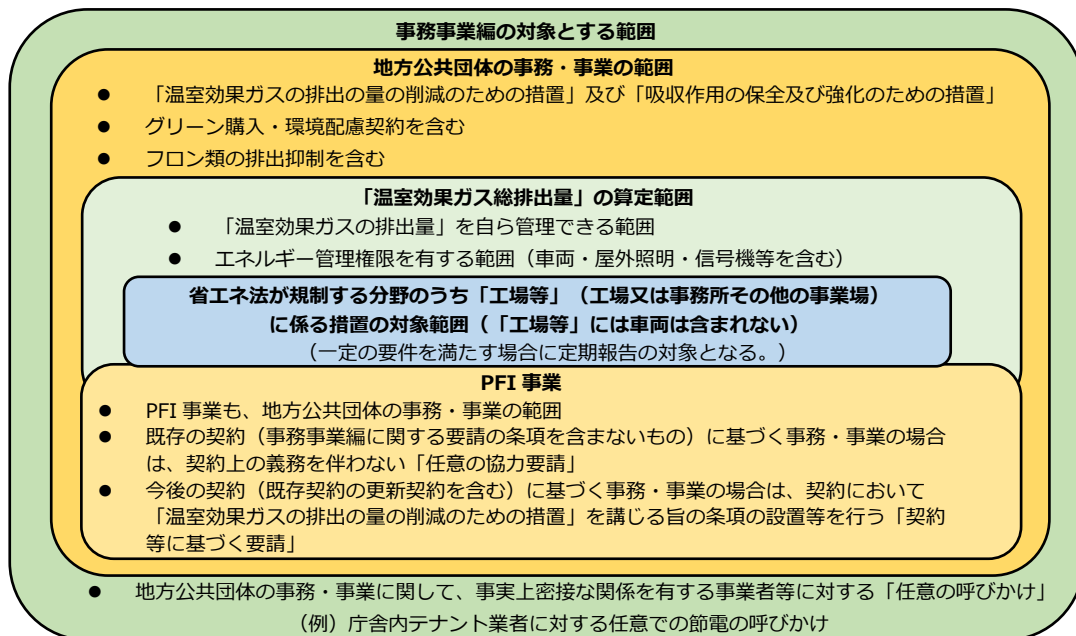 事務事業編の対象とする範囲
地方公共団体の事務・事業の範囲
● 「温室効果ガスの排出の量の削減のための措置」及び「吸収作用の保全及び強化のための措置」
● グリーン購入・環境配慮契約を含む
● フロン類の排出抑制を含む
「温室効果ガス総排出量」の算定範囲
● 「温室効果ガスの排出量」を自ら管理できる範囲
● エネルギー管理権限を有する範囲（車両・屋外照明・信号機等を含む）
省エネ法が規制する分野のうち「工場等」（工場又は事務所その他の事業場）
に係る措置の対象範囲（「工場等」には車両は含まれない）
（一定の要件を満たす場合に定期報告の対象となる。）
PFI 事業
● PFI 事業も、地方公共団体の事務・事業の範囲
● 既存の契約（事務事業編に関する要請の条項を含まないもの）に基づく事務・事業の場合
は、契約上の義務を伴わない「任意の協力要請」
● 今後の契約（既存契約の更新契約を含む）に基づく事務・事業の場合は、契約において
「温室効果ガスの排出の量の削減のための措置」を講じる旨の条項の設置等を行う「契約
等に基づく要請」
● 地方公共団体の事務・事業に関して、事実上密接な関係を有する事業者等に対する「任意の呼びかけ」
（例）庁舎内テナント業者に対する任意での節電の呼びかけ